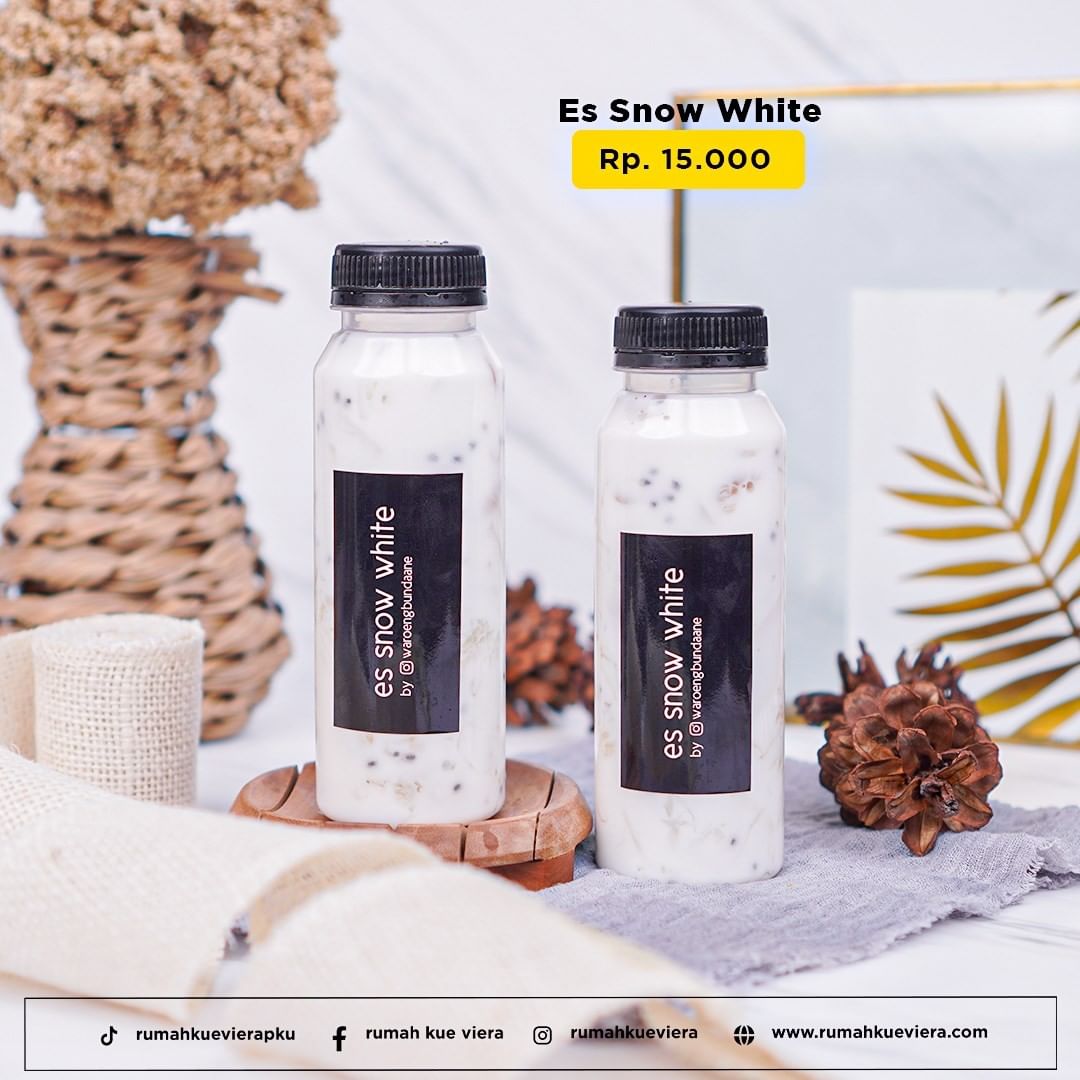 Es Snow White
Rp. 15.000
es snow white
by waroengbundaane
es snow white
by waroengbundaane
rumahkuevierapku
rumah kue viera
rumahkueviera
www.rumahkueviera.com